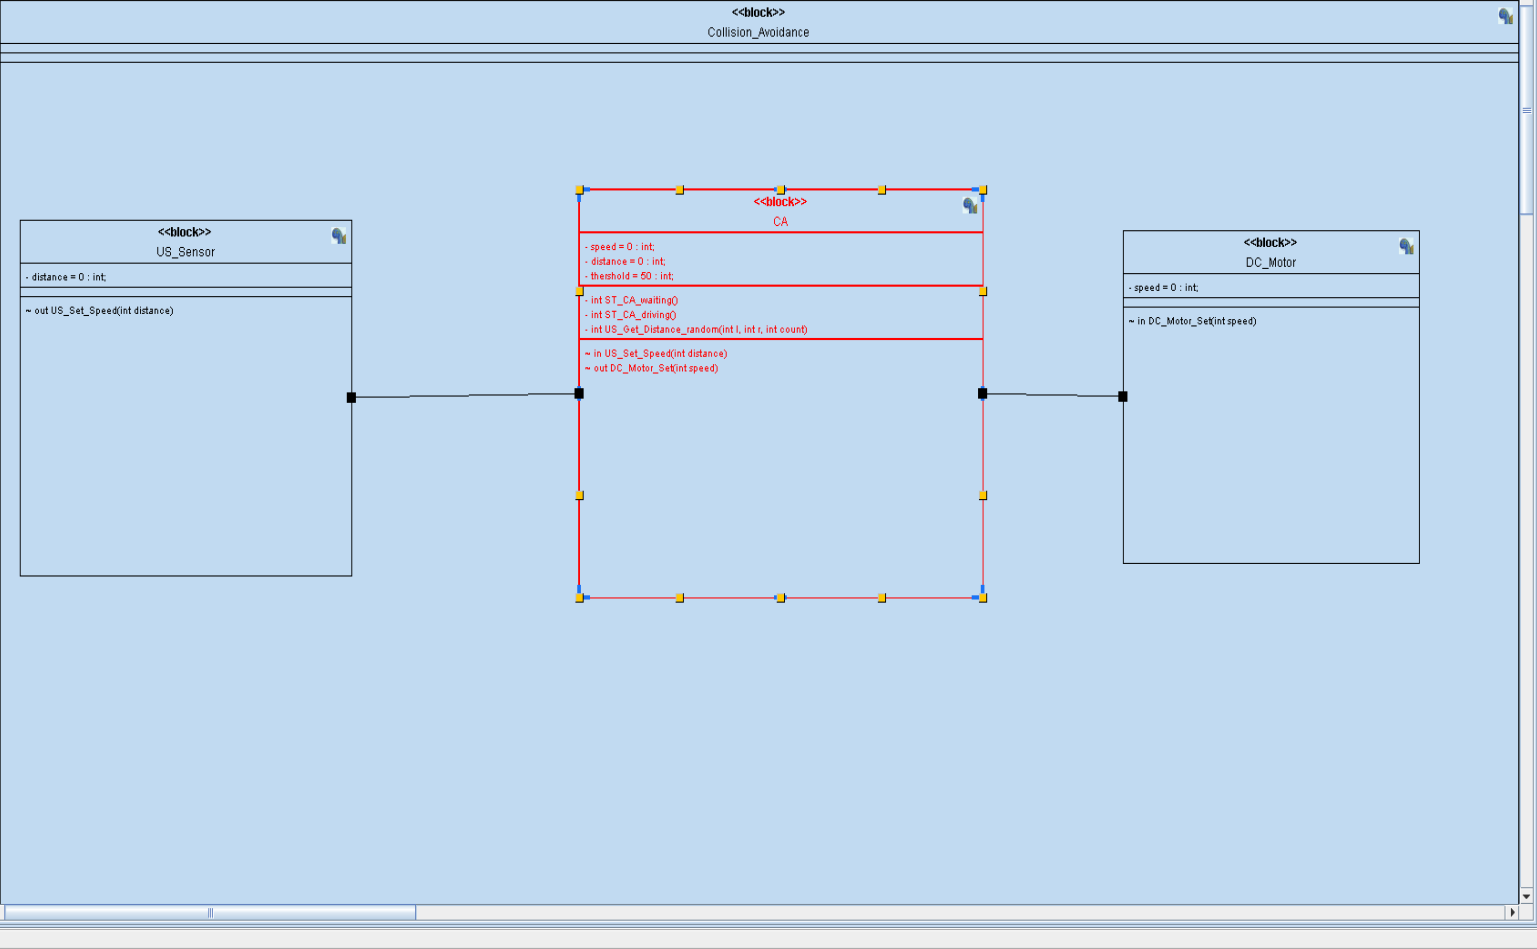 <<block>>
Collision_Avoidance
<<block>>
US_Sensor
- distance = 0 : int;
~ out US_Set_Speed(int distance)
<<block>>
CA
- speed = 0 : int;
- distance = 0 : int;
- thershold = 50 : int;
- int ST_CA_waiting()
- int ST_CA_driving()
- int US_Get_Distance_random(int l, int r, int count)
~ in US_Set_Speed(int distance)
~ out DC_Motor_Set(int speed)
<<block>>
DC_Motor
- speed = 0 : int;
~ in DC_Motor_Set(int speed)